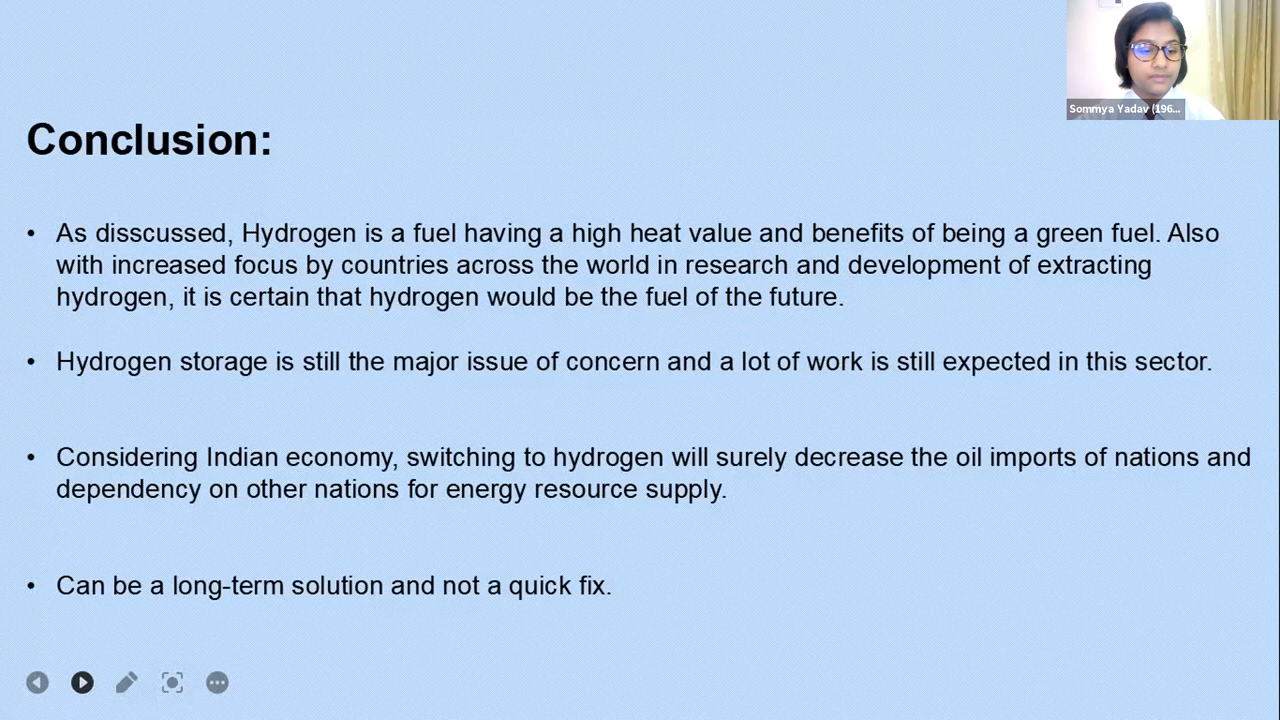 Sommya Yadav (196...
Conclusion:
• As disscussed, Hydrogen is a fuel having a high heat value and benefits of being a green fuel. Also
with increased focus by countries across the world in research and development of extracting
hydrogen, it is certain that hydrogen would be the fuel of the future.
• Hydrogen storage is still the major issue of concern and a lot of work is still expected in this sector.
• Considering Indian economy, switching to hydrogen will surely decrease the oil imports of nations and
dependency on other nations for energy resource supply.
• Can be a long-term solution and not a quick fix.